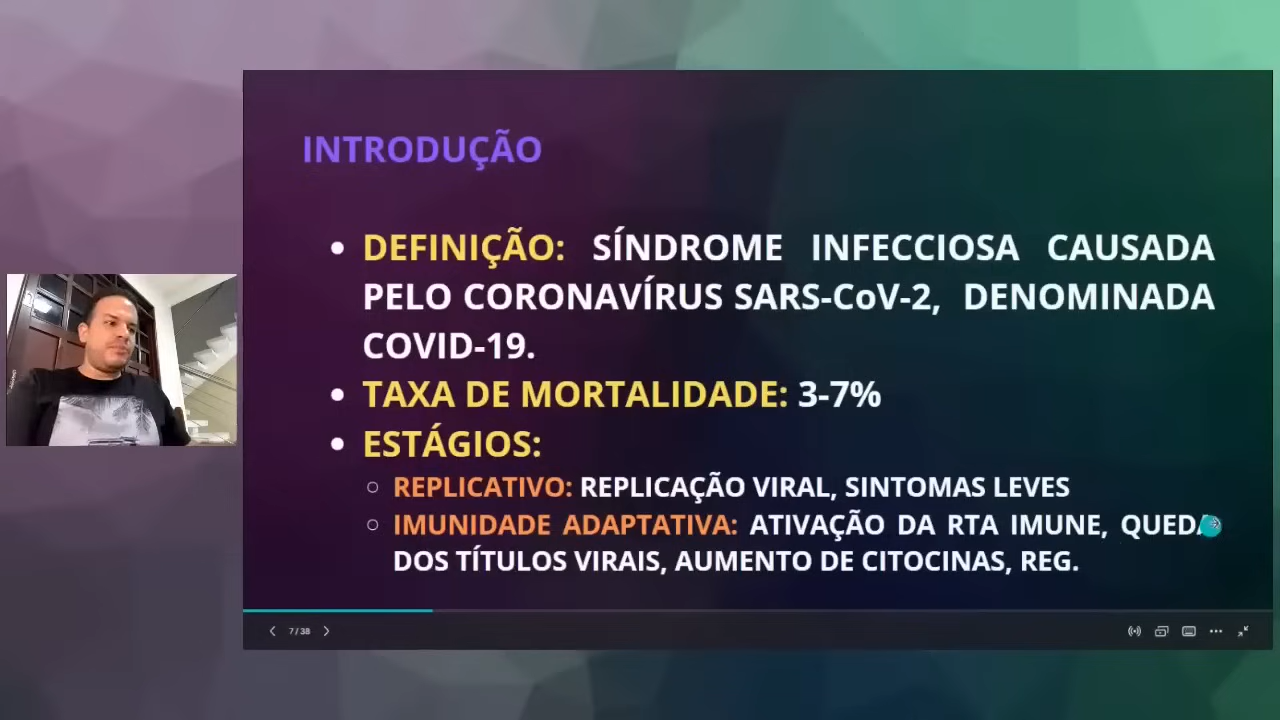 INTRODUÇÃO
DEFINIÇÃO: SÍNDROME INFECCIOSA CAUSADA
PELO CORONAVÍRUS SARS-CoV-2, DENOMINADA
COVID-19.
TAXA DE MORTALIDADE: 3-7%
ESTÁGIOS:
REPLICATIVO: REPLICAÇÃO VIRAL, SINTOMAS LEVES
IMUNIDADE ADAPTATIVA: ATIVAÇÃO DA RTA IMUNE, QUEDA
DOS TÍTULOS VIRAIS, AUMENTO DE CITOCINAS, REG.
7/38